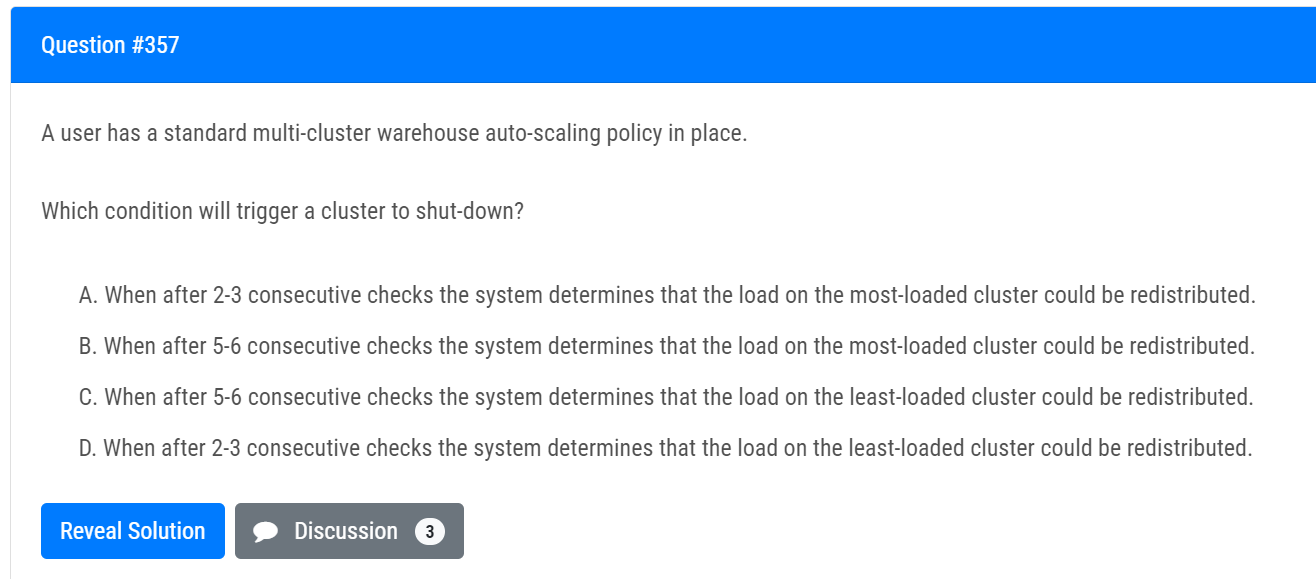 Question #357
A user has a standard multi-cluster warehouse auto-scaling policy in place.
Which condition will trigger a cluster to shut-down?
A. When after 2-3 consecutive checks the system determines that the load on the most-loaded cluster could be redistributed.
B. When after 5-6 consecutive checks the system determines that the load on the most-loaded cluster could be redistributed.
C. When after 5-6 consecutive checks the system determines that the load on the least-loaded cluster could be redistributed.
D. When after 2-3 consecutive checks the system determines that the load on the least-loaded cluster could be redistributed.
Reveal Solution Discussion 3